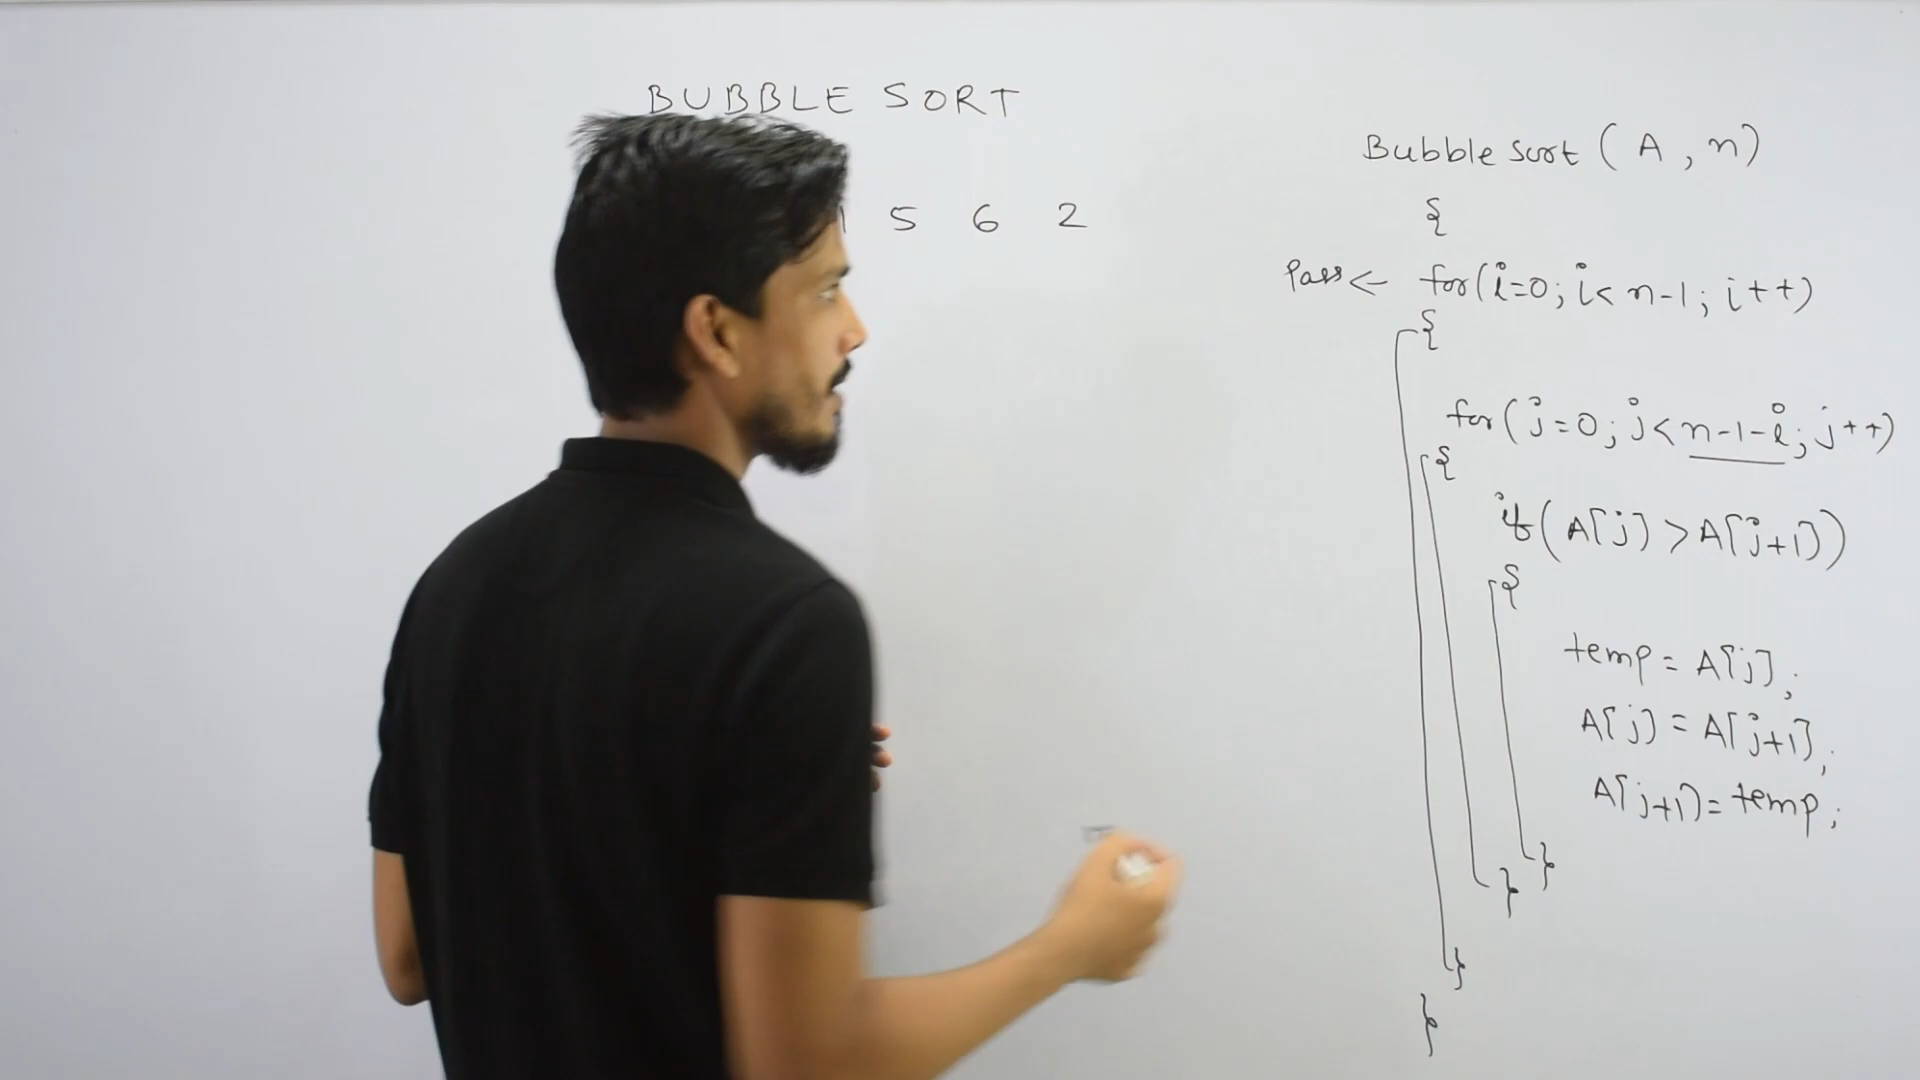 BUBBLE SORT
5 6 2
Bubble sort (A, n)
{
Pass ← for(i=0; i<n-1; i++)
{
for(j=0; j<n-1-i; j++)
{
if(A[j]>A[j+1])
{
temp = A[j];
A[j] = A[j+1];
A[j+1] = temp;
}
}
}
}